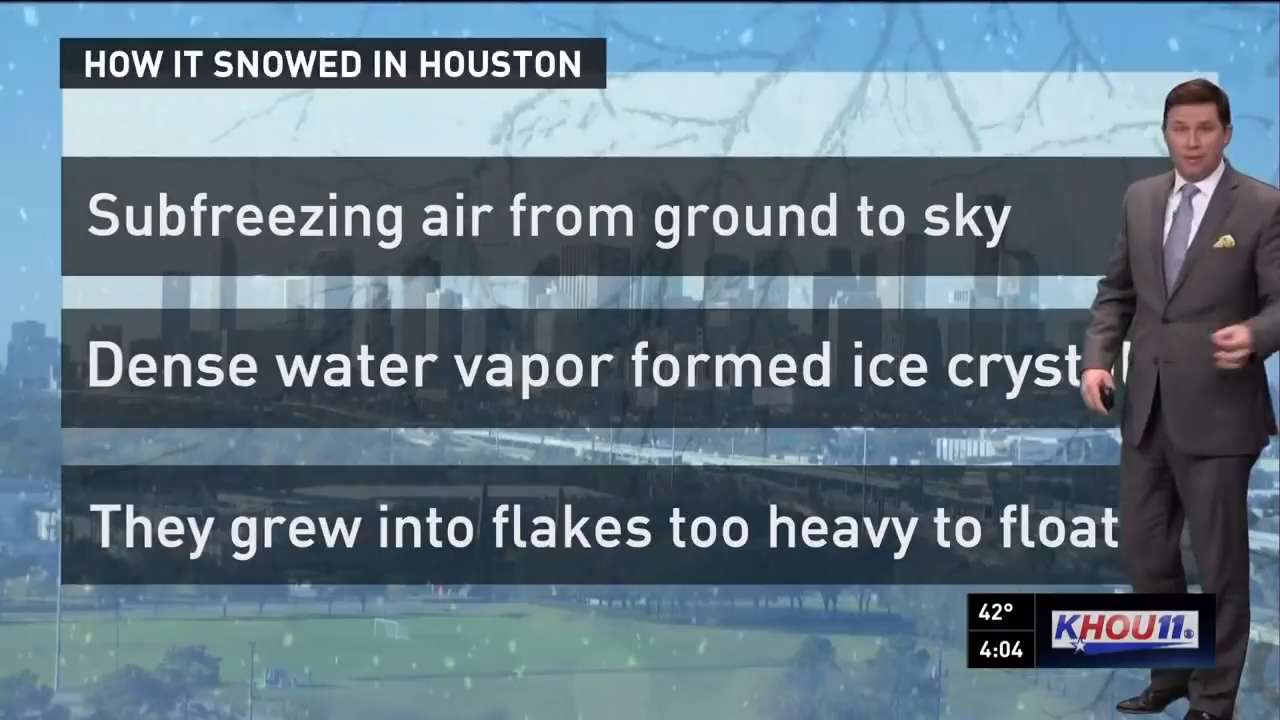 HOW IT SNOWED IN HOUSTON
Subfreezing air from ground to sky
Dense water vapor formed ice
They grew into flakes too heavy to float
42°
4:04
KHOU11